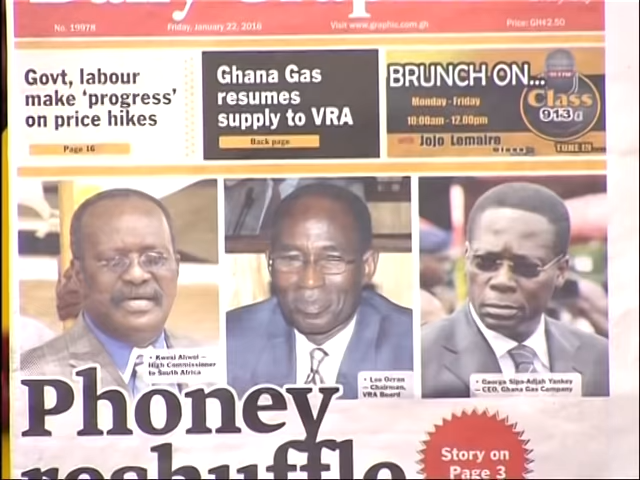 Daily Graphic
No. 19978
Friday, January 22, 2016
Visit www.graphic.com.gh
Price: GH¢2.50
Govt, labour
make 'progress'
on price hikes
Page 16
Ghana Gas
resumes
supply to VRA
Back page
BRUNCH ON...
Monday - Friday
10:00am - 12.00pm
Jojo Lemaire
Class
91.3
TUNE IN
• Kwesi Ahwoi —
High Commissioner
to South Africa
• Lee Ocran
— Chairman,
VRA Board
• George Sipa-Adjah Yankey
— CEO, Ghana Gas Company
Phoney
reshuffle
Story on
Page 3